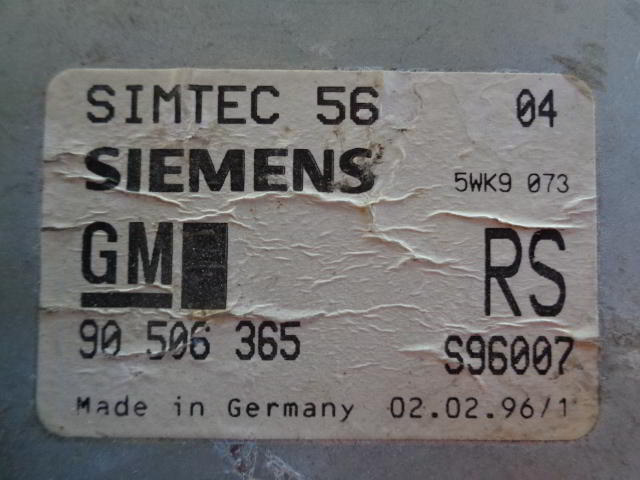 SIMTEC 56 04
SIEMENS 5WK9 073
GM RS
90 506 365 S96007
Made in Germany 02.02.96/1